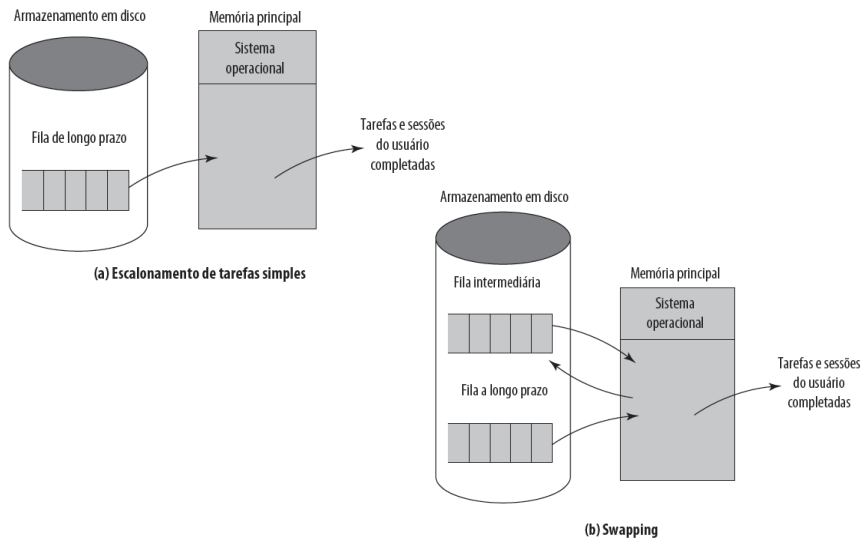 Armazenamento em disco
Memória principal
Sistema
operacional
Fila de longo prazo
Tarefas e sessões
do usuário
completadas
(a) Escalonamento de tarefas simples
Armazenamento em disco
Fila intermediária
Memória principal
Sistema
operacional
Fila a longo prazo
Tarefas e sessões
do usuário
completadas
(b) Swapping